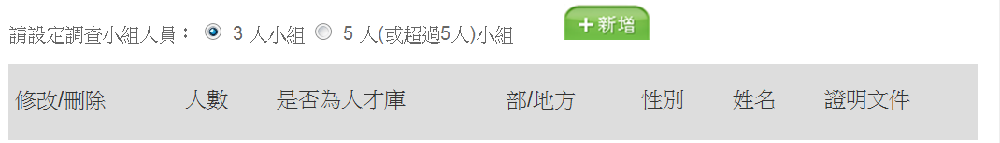 請設定調查小組人員： 3 人小組 5 人(或超過5人)小組 +新增
修改/刪除 人數 是否為人才庫 部/地方 性別 姓名 證明文件